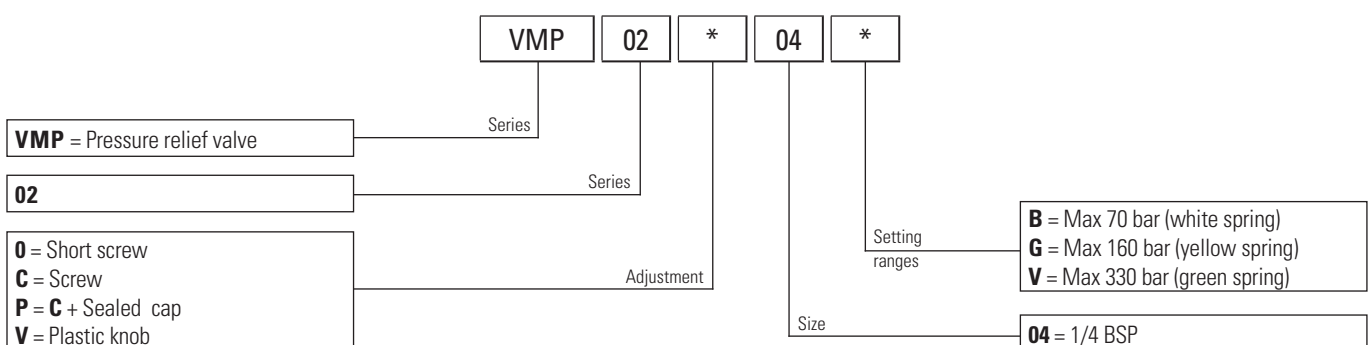 VMP 02 * 04 *
Series
VMP = Pressure relief valve
Series
02
0 = Short screw
C = Screw
P = C + Sealed cap
V = Plastic knob
Adjustment
Setting
ranges
B = Max 70 bar (white spring)
G = Max 160 bar (yellow spring)
V = Max 330 bar (green spring)
Size
04 = 1/4 BSP